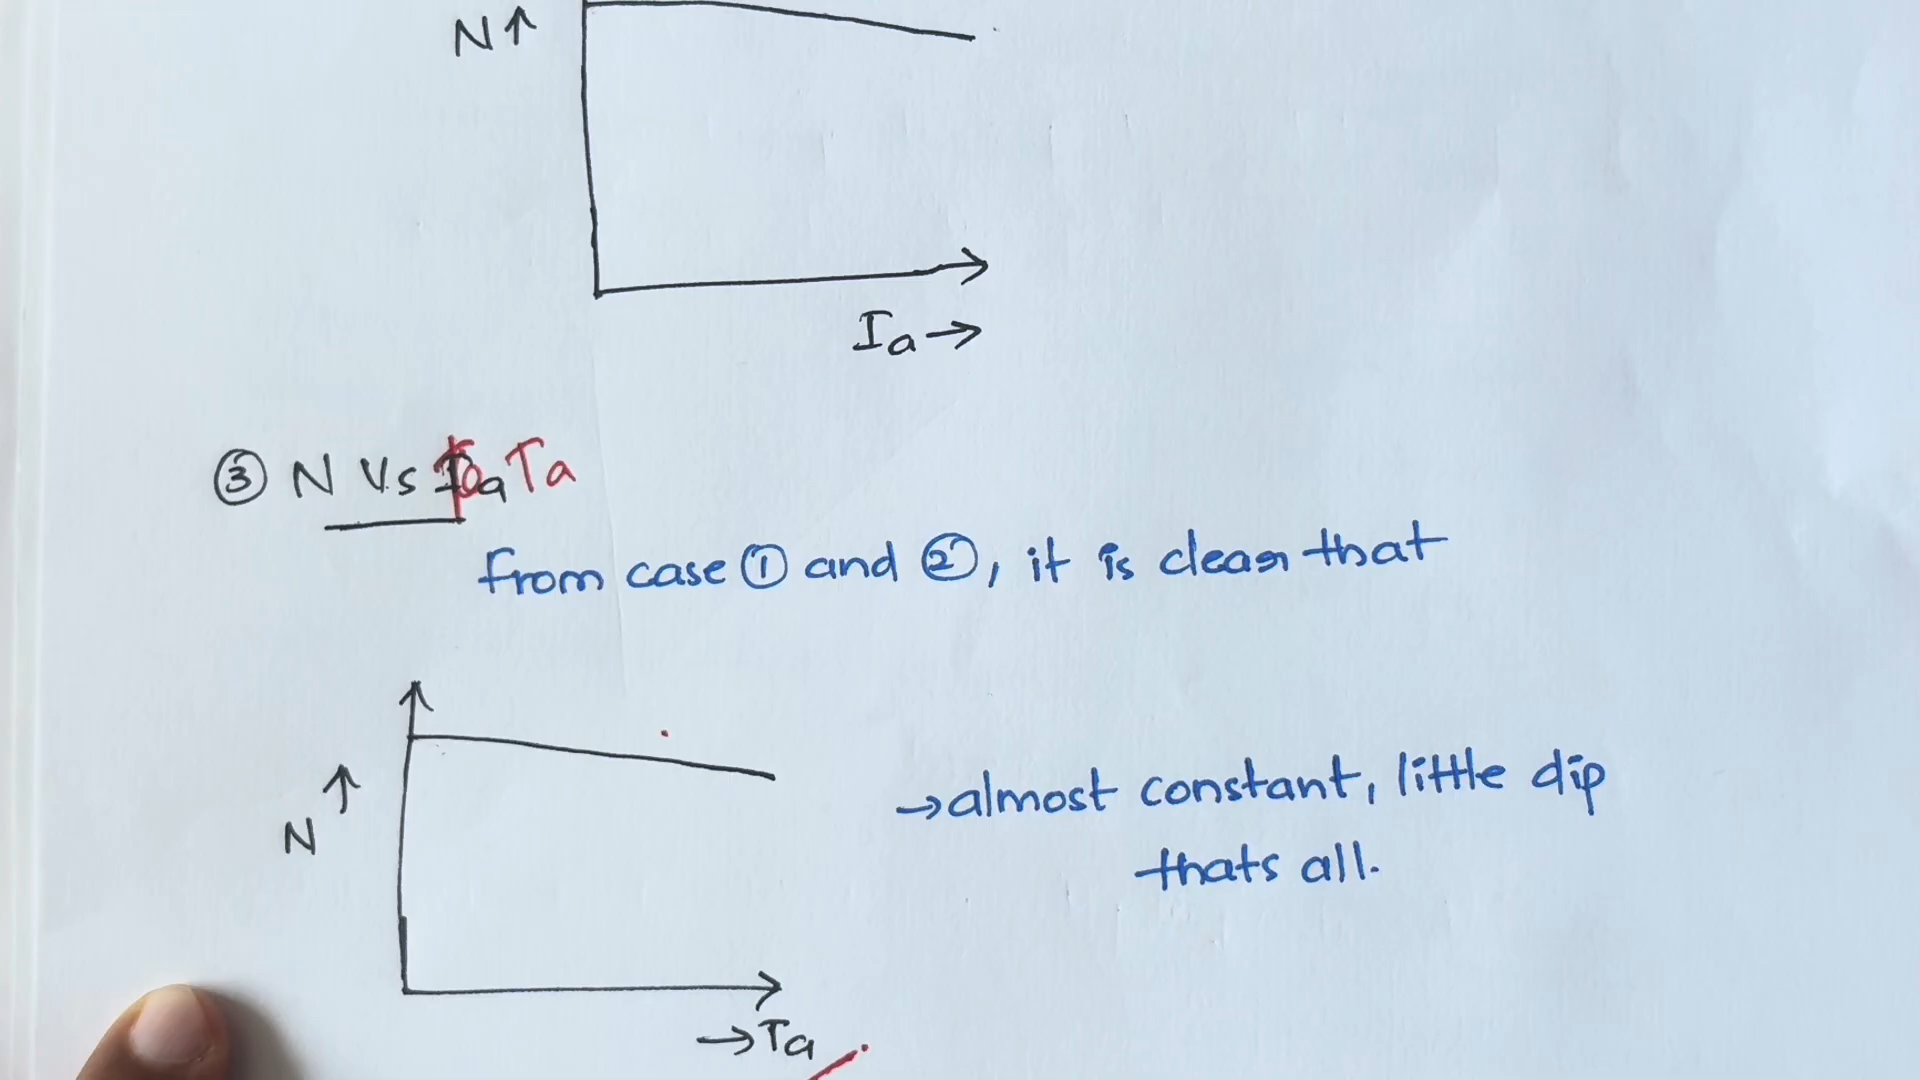 N↑
Ia→
③ N Vs Ta
from case ① and ②, it is clear that
N ↑
→almost constant, little dip
thats all.
→Ta